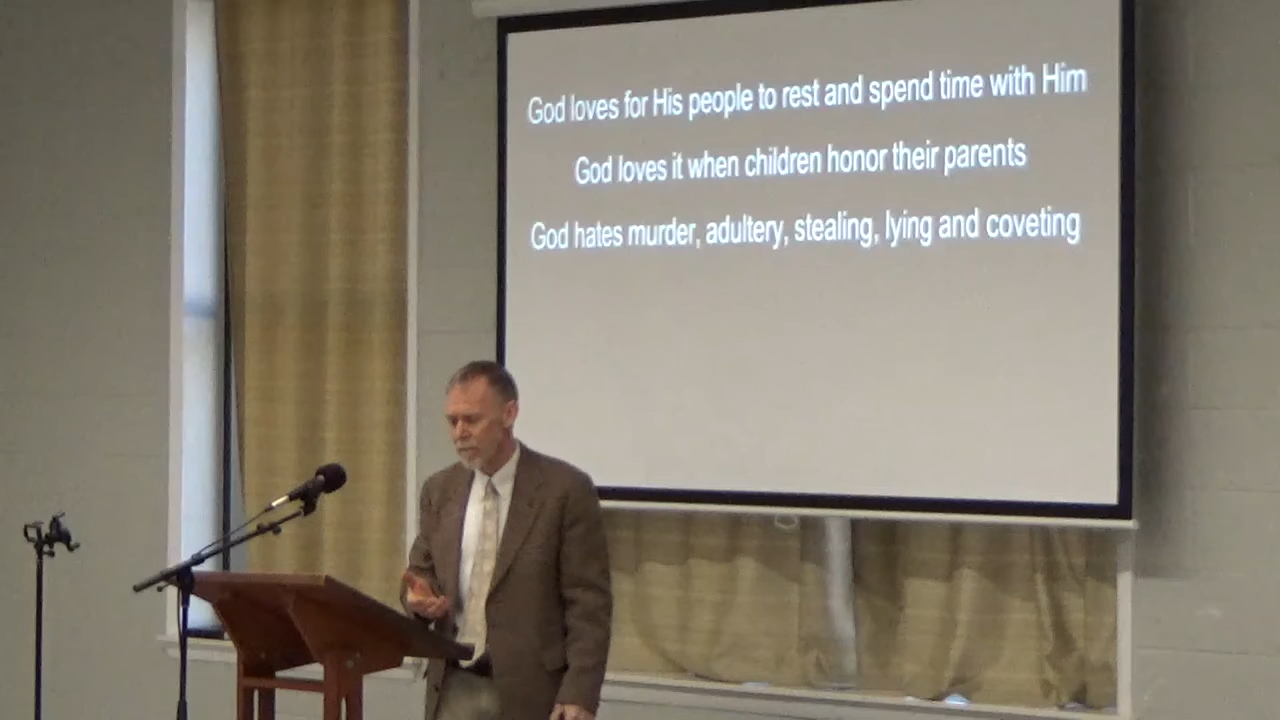 God loves for His people to rest and spend time with Him
God loves it when children honor their parents
God hates murder, adultery, stealing, lying and coveting